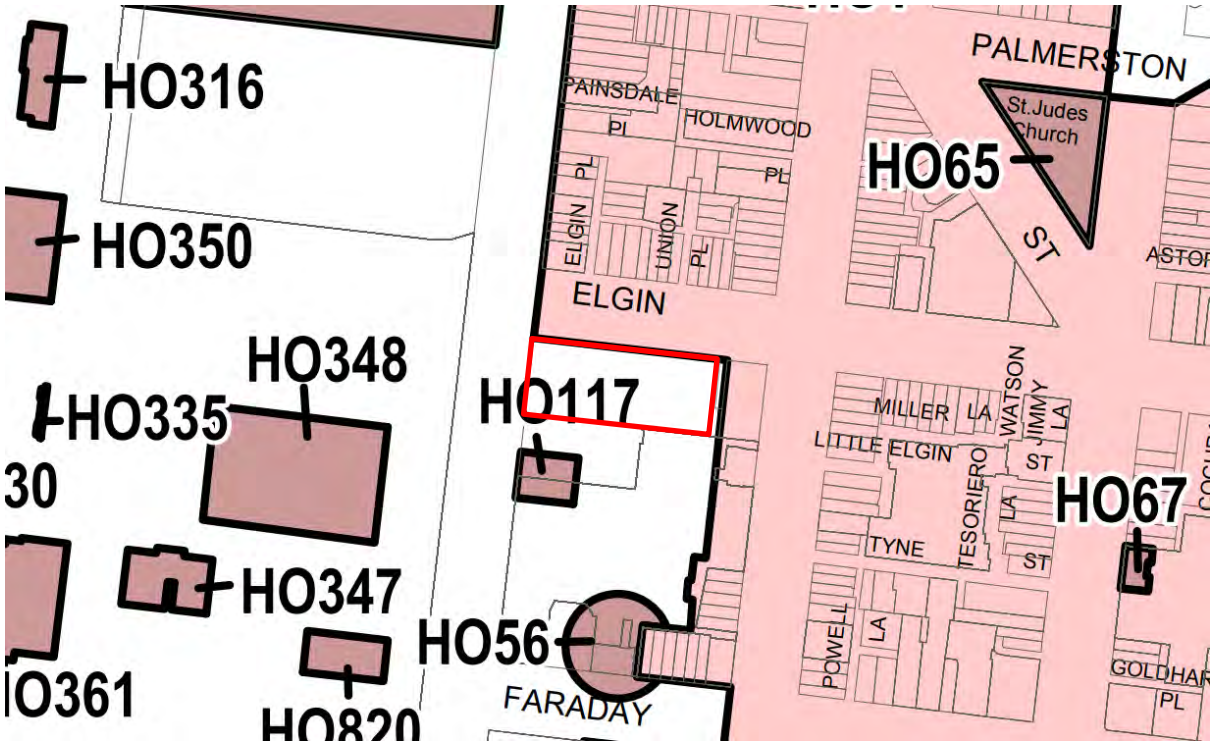 PALMERSTON
HO316
PAINSDALE
PL
HOLMWOOD
PL
St.Judes
Church
HO65
HO350
ELGIN
PL
UNION
PL
ST
ELGIN
HO348
HO117
HO335
30
MILLER LA
WATSON
JIMMY
LA
LITTLE ELGIN
ST
TESORIERO
LA
HO67
TYNE
ST
HO347
HO56
POWELL
LA
GOLDHAR
PL
HO361
FARADAY
HO820